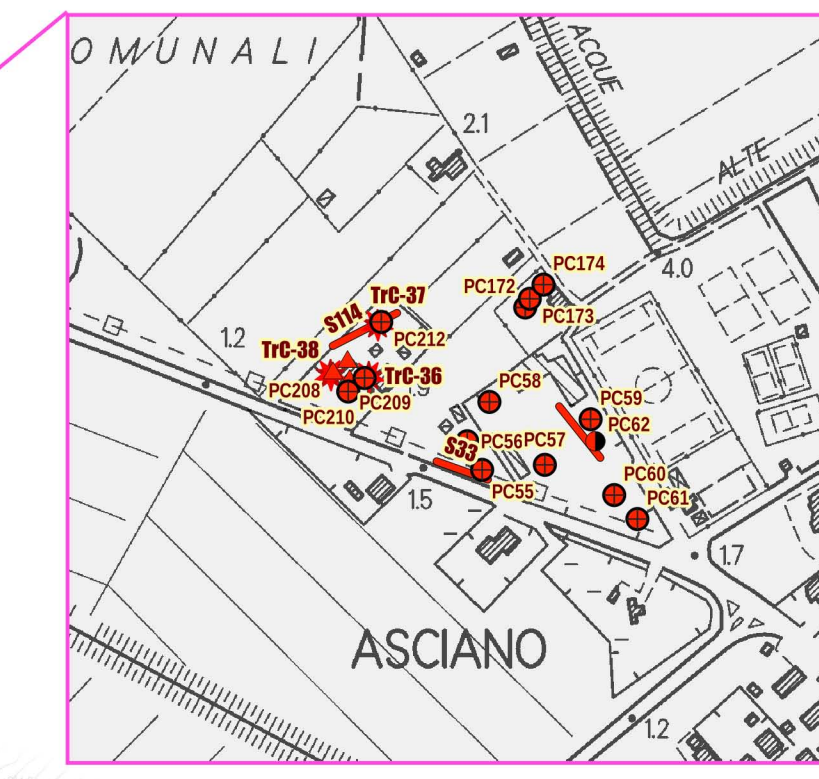 OMUNALI
ACQUE
2.1
ALTE
PC174
4.0
PC172
TrC-37
PC173
S114
PC212
1.2
TrC-38
TrC-36
PC208
PC209
PC58
PC210
PC59
PC62
PC56
PC57
S33
PC55
PC60
1.5
PC61
1.7
ASCIANO
1.2